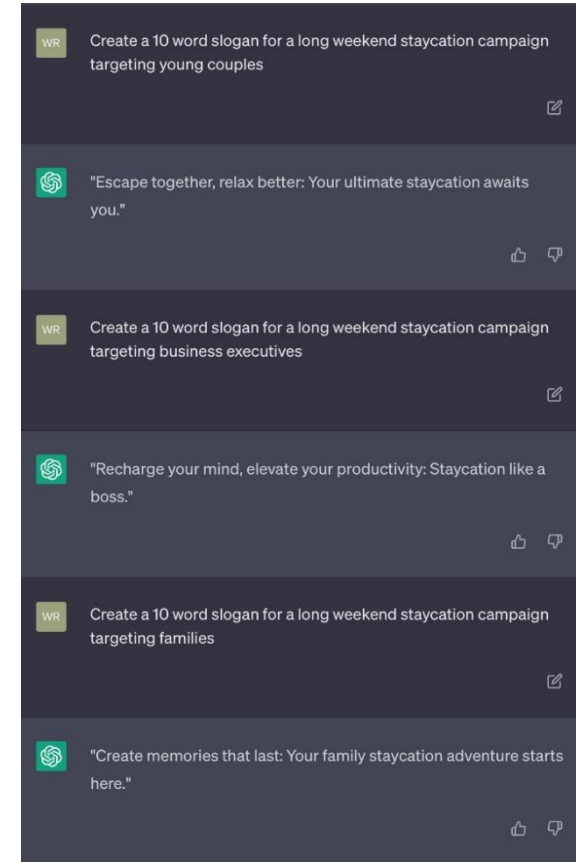 WR
Create a 10 word slogan for a long weekend staycation campaign
targeting young couples
"Escape together, relax better: Your ultimate staycation awaits
you."
WR
Create a 10 word slogan for a long weekend staycation campaign
targeting business executives
"Recharge your mind, elevate your productivity: Staycation like a
boss."
WR
Create a 10 word slogan for a long weekend staycation campaign
targeting families
"Create memories that last: Your family staycation adventure starts
here."